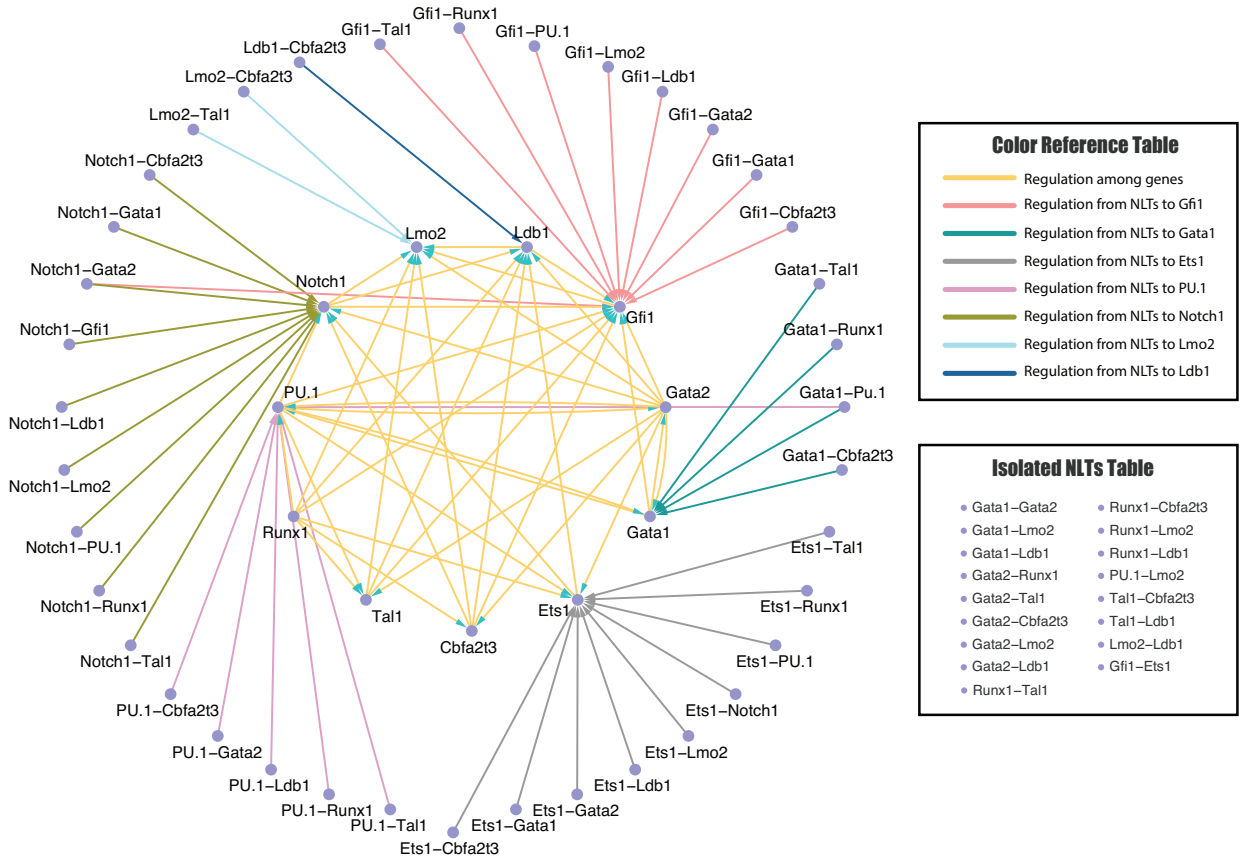 Gfi1−Runx1
Gfi1−Tal1
Gfi1−PU.1
Ldb1−Cbfa2t3
Gfi1−Lmo2
Lmo2−Cbfa2t3
Gfi1−Ldb1
Lmo2−Tal1
Gfi1−Gata2
Notch1−Cbfa2t3
Gfi1−Gata1
Notch1−Gata1
Gfi1−Cbfa2t3
Lmo2
Ldb1
Notch1−Gata2
Gata1−Tal1
Notch1
Gfi1
Notch1−Gfi1
Gata1−Runx1
PU.1
Gata2
Gata1−Pu.1
Notch1−Ldb1
Gata1−Cbfa2t3
Notch1−Lmo2
Runx1
Gata1
Notch1−PU.1
Ets1−Tal1
Notch1−Runx1
Tal1
Ets1
Ets1−Runx1
Cbfa2t3
Notch1−Tal1
Ets1−PU.1
PU.1−Cbfa2t3
Ets1−Notch1
PU.1−Gata2
Ets1−Lmo2
PU.1−Ldb1
Ets1−Ldb1
PU.1−Runx1
Ets1−Gata2
PU.1−Tal1
Ets1−Gata1
Ets1−Cbfa2t3
Color Reference Table
Regulation among genes
Regulation from NLTs to Gfi1
Regulation from NLTs to Gata1
Regulation from NLTs to Ets1
Regulation from NLTs to PU.1
Regulation from NLTs to Notch1
Regulation from NLTs to Lmo2
Regulation from NLTs to Ldb1
Isolated NLTs Table
Gata1−Gata2
Gata1−Lmo2
Gata1−Ldb1
Gata2−Runx1
Gata2−Tal1
Gata2−Cbfa2t3
Gata2−Lmo2
Gata2−Ldb1
Runx1−Tal1
Runx1−Cbfa2t3
Runx1−Lmo2
Runx1−Ldb1
PU.1−Lmo2
Tal1−Cbfa2t3
Tal1−Ldb1
Lmo2−Ldb1
Gfi1−Ets1